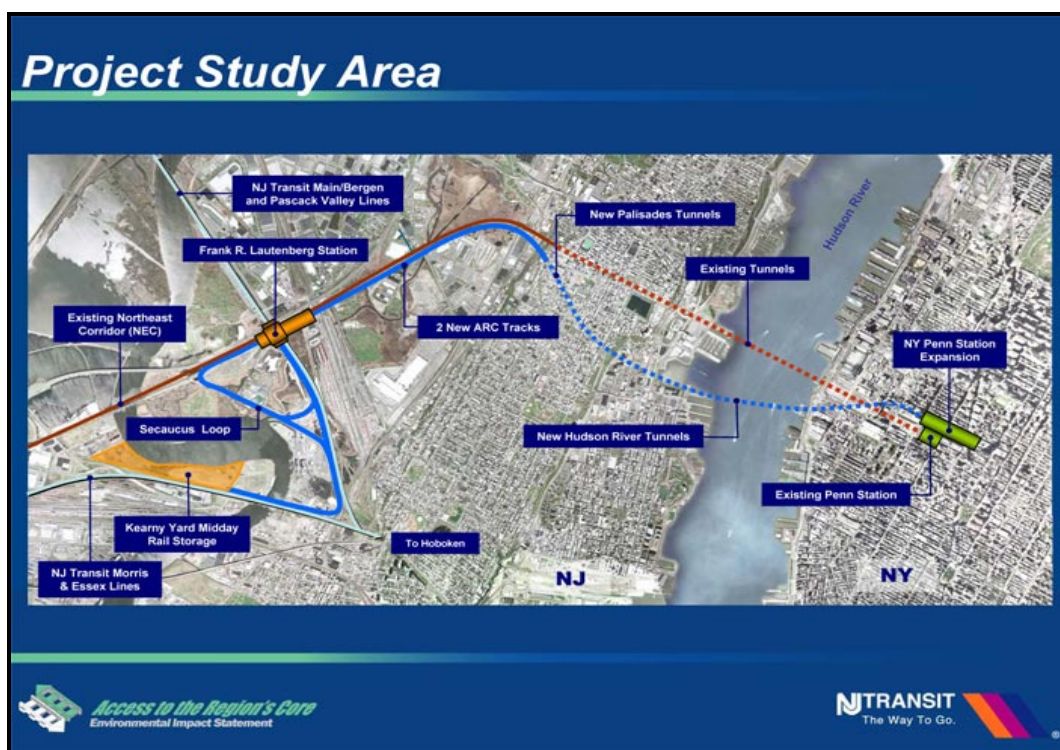 Project Study Area
NJ Transit Main/Bergen
and Pascack Valley Lines
Frank R. Lautenberg Station
Existing Northeast
Corridor (NEC)
2 New ARC Tracks
Secaucus Loop
Kearny Yard Midday
Rail Storage
NJ Transit Morris
& Essex Lines
To Hoboken
New Palisades Tunnels
Existing Tunnels
Hudson River
NY Penn Station
Expansion
New Hudson River Tunnels
Existing Penn Station
NJ
NY
Access to the Region's Core
Environmental Impact Statement
NJTRANSIT
The Way To Go.
®